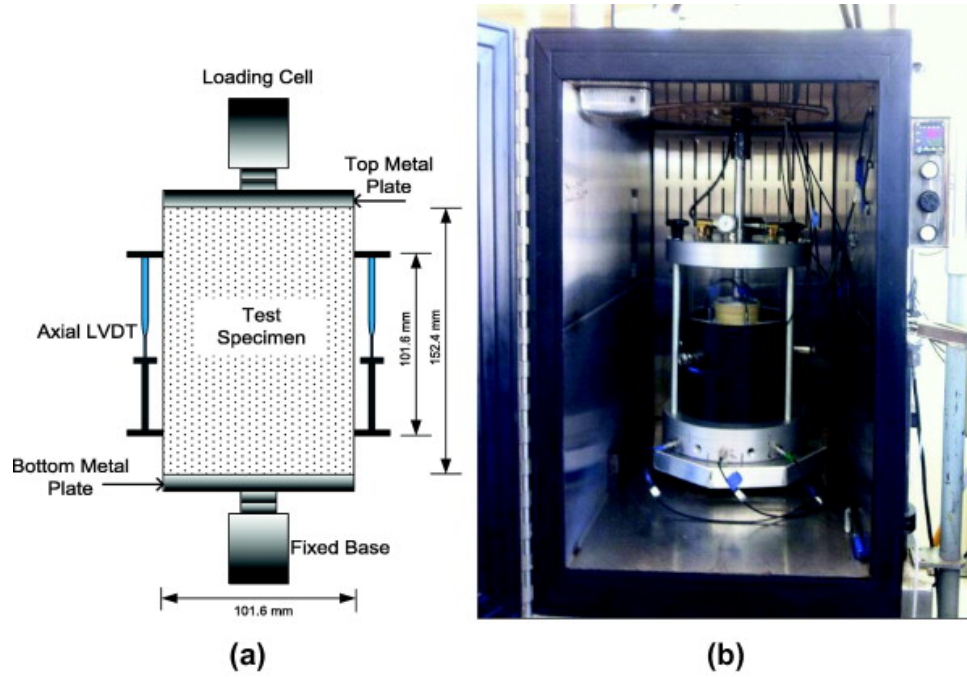 Loading Cell
Top Metal
Plate
Axial LVDT
Test
Specimen
101.6 mm
152.4 mm
Bottom Metal
Plate
Fixed Base
101.6 mm
(a)
(b)